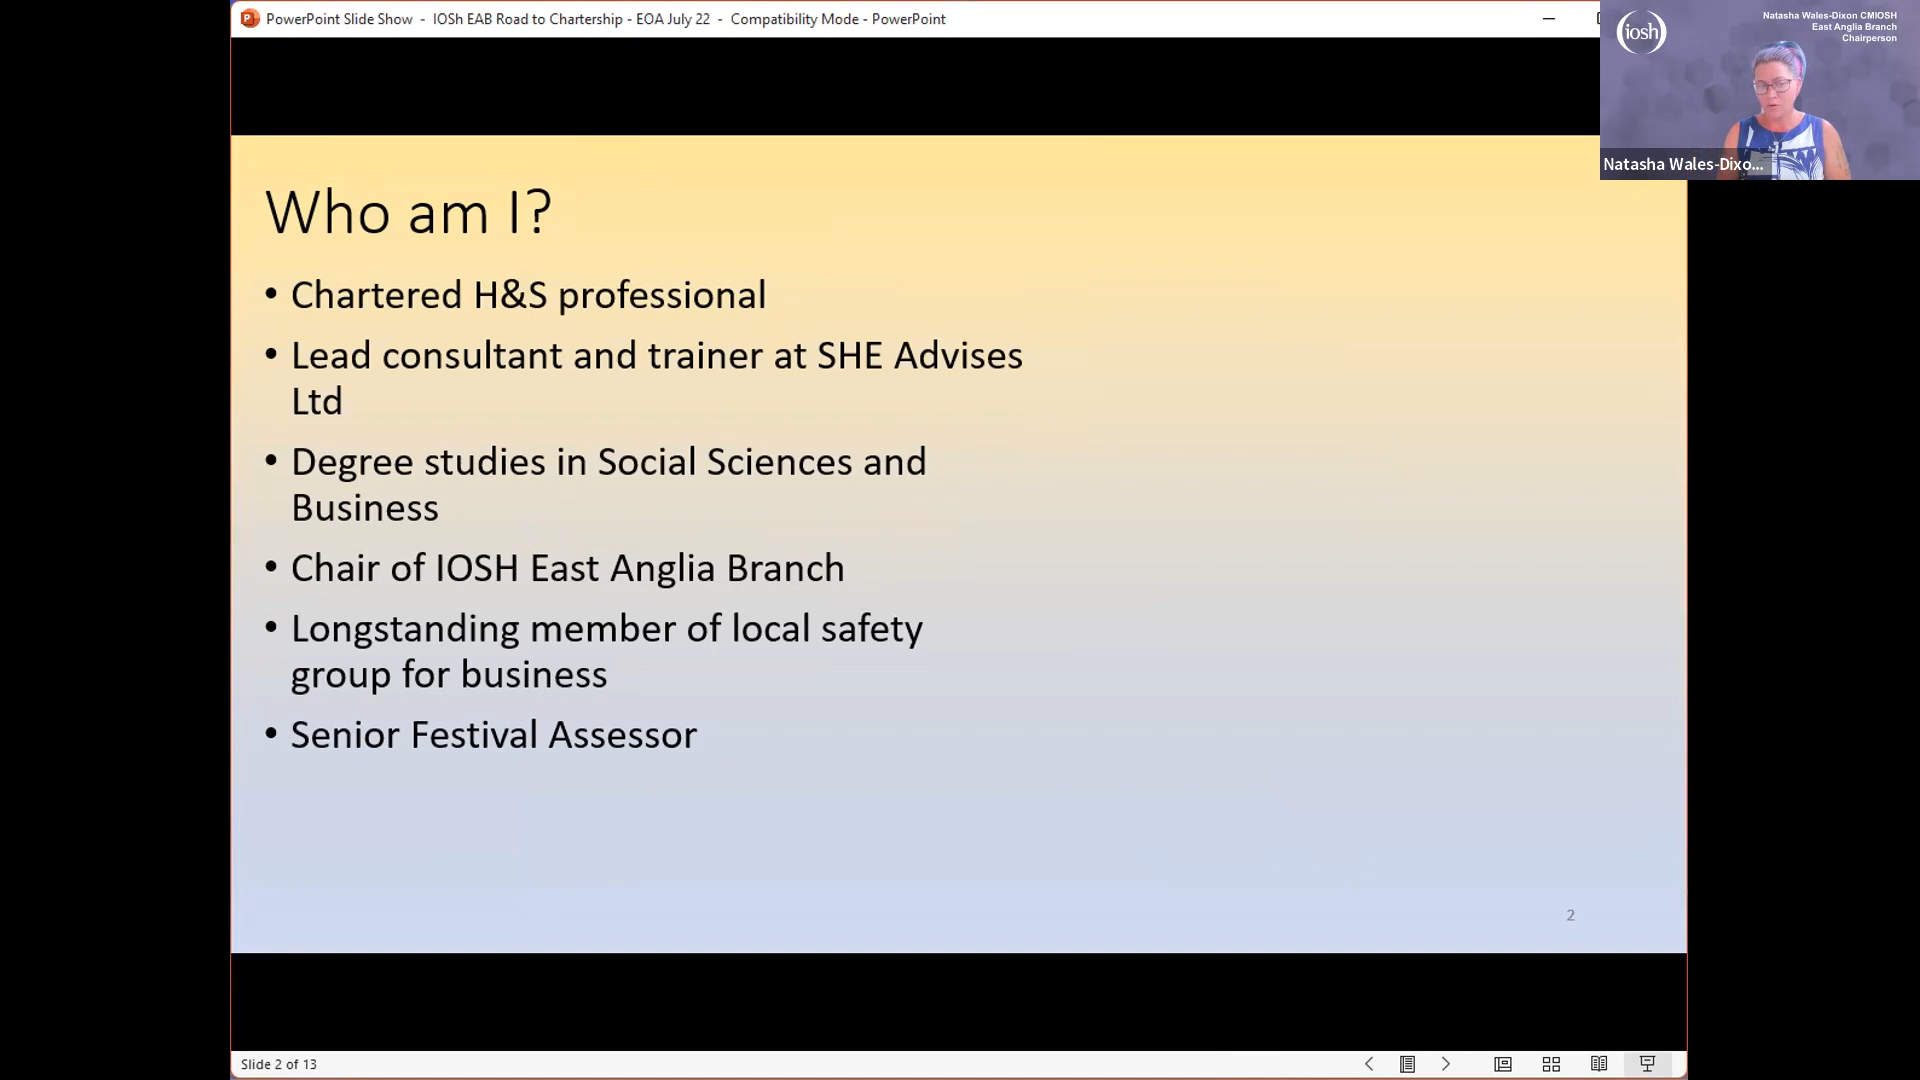 PowerPoint Slide Show - IOSh EAB Road to Chartership - EOA July 22 - Compatibility Mode - PowerPoint
iosh
Natasha Wales-Dixon CMIOSH
East Anglia Branch
Chairperson
Natasha Wales-Dixo...
Who am I?
• Chartered H&S professional
• Lead consultant and trainer at SHE Advises
Ltd
• Degree studies in Social Sciences and
Business
• Chair of IOSH East Anglia Branch
• Longstanding member of local safety
group for business
• Senior Festival Assessor
2
Slide 2 of 13